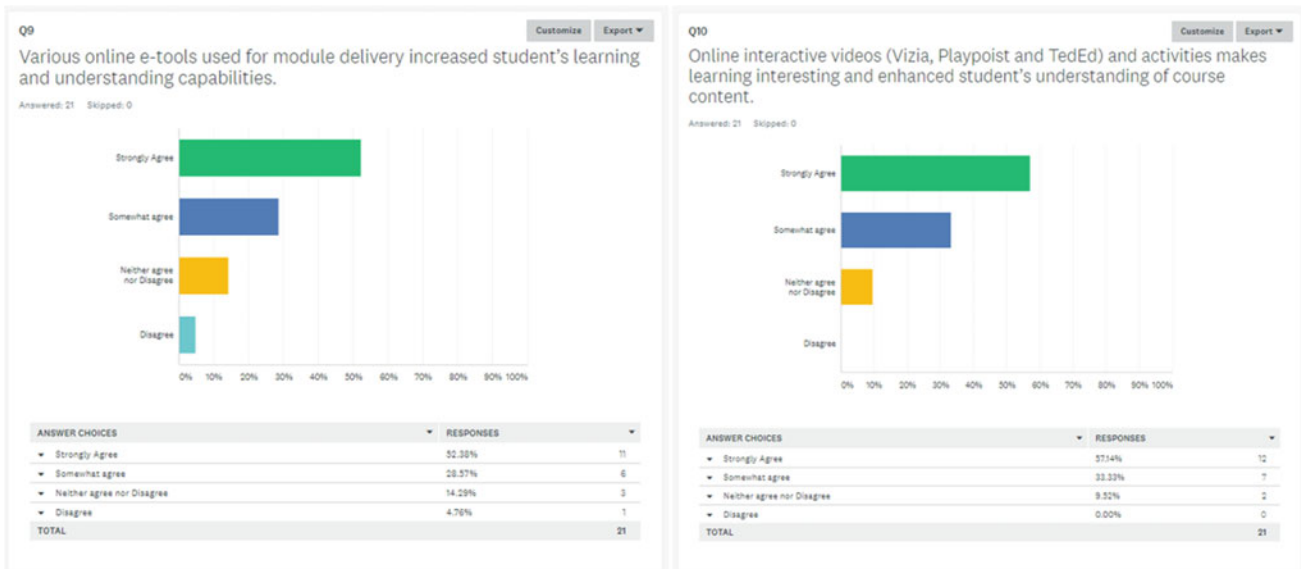 Q9
Customize Export
Various online e-tools used for module delivery increased student's learning
and understanding capabilities.
Answered: 21 Skipped: 0
Strongly Agree
Somewhat agree
Neither agree
nor Disagree
Disagree
0% 10% 20% 30% 40% 50% 60% 70% 80% 90% 100%
ANSWER CHOICES RESPONSES
Strongly Agree 52.38% 11
Somewhat agree 28.57% 6
Neither agree nor Disagree 14.29% 3
Disagree 4.76% 1
TOTAL 21
Q10
Customize Export
Online interactive videos (Vizia, Playpoist and TedEd) and activities makes
learning interesting and enhanced student's understanding of course
content.
Answered: 21 Skipped: 0
Strongly Agree
Somewhat agree
Neither agree
nor Disagree
Disagree
0% 10% 20% 30% 40% 50% 60% 70% 80% 90% 100%
ANSWER CHOICES RESPONSES
Strongly Agree 57.14% 12
Somewhat agree 33.33% 7
Neither agree nor Disagree 9.52% 2
Disagree 0.00% 0
TOTAL 21